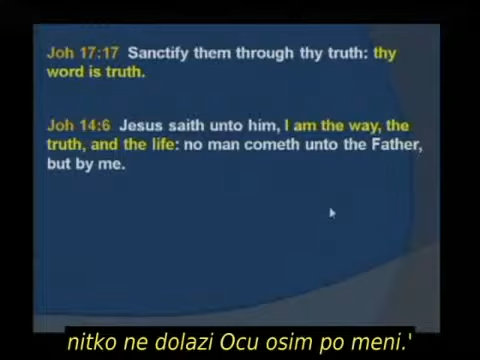 Joh 17:17 Sanctify them through thy truth: thy
word is truth.
Joh 14:6 Jesus saith unto him, I am the way, the
truth, and the life: no man cometh unto the Father,
but by me.
nitko ne dolazi Ocu osim po meni.'